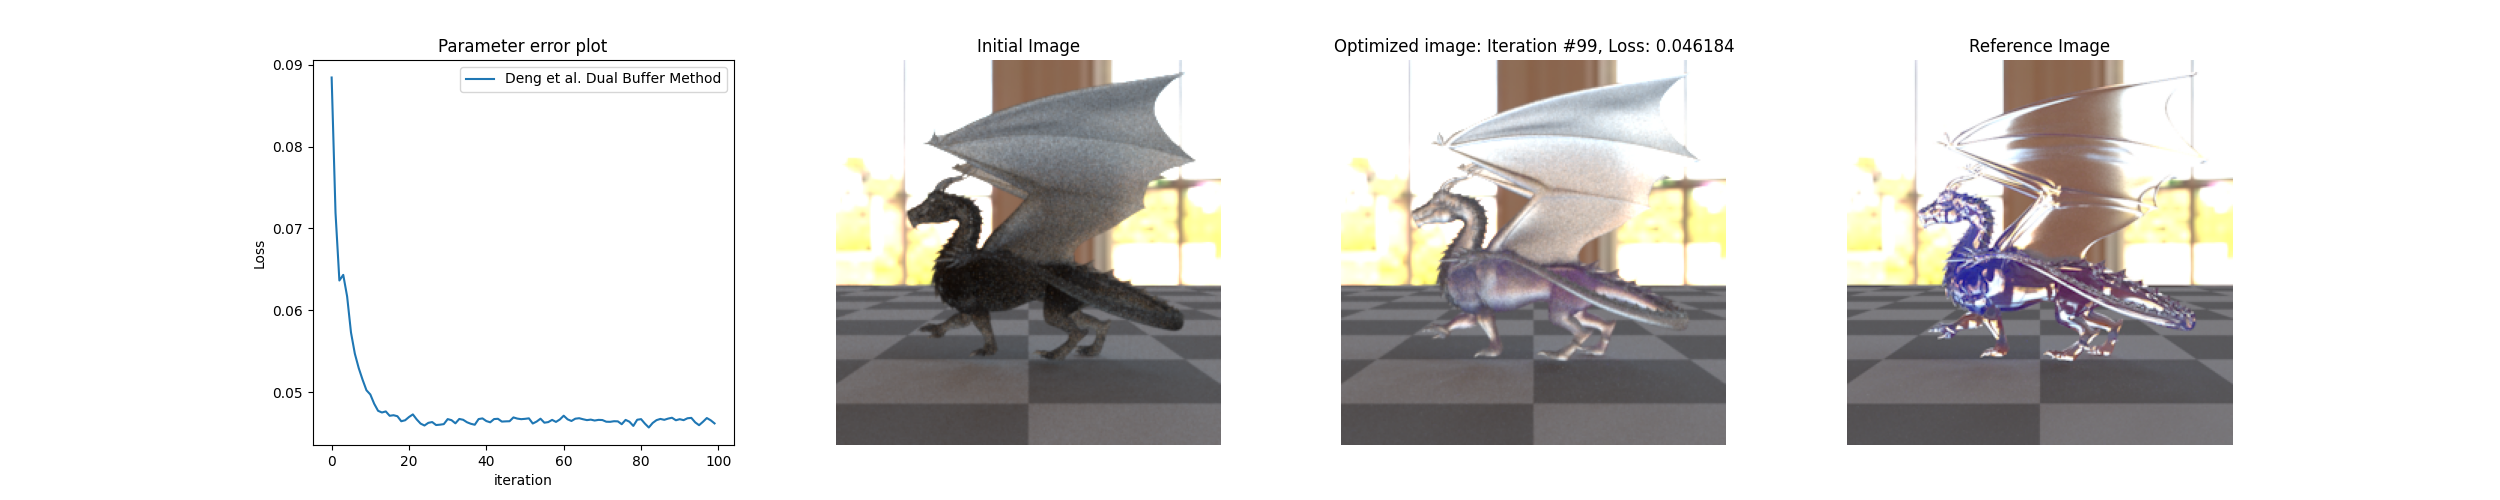 Parameter error plot
Deng et al. Dual Buffer Method
0.09
0.08
0.07
0.06
0.05
Loss
0 20 40 60 80 100
iteration
Initial Image
Optimized image: Iteration #99, Loss: 0.046184
Reference Image